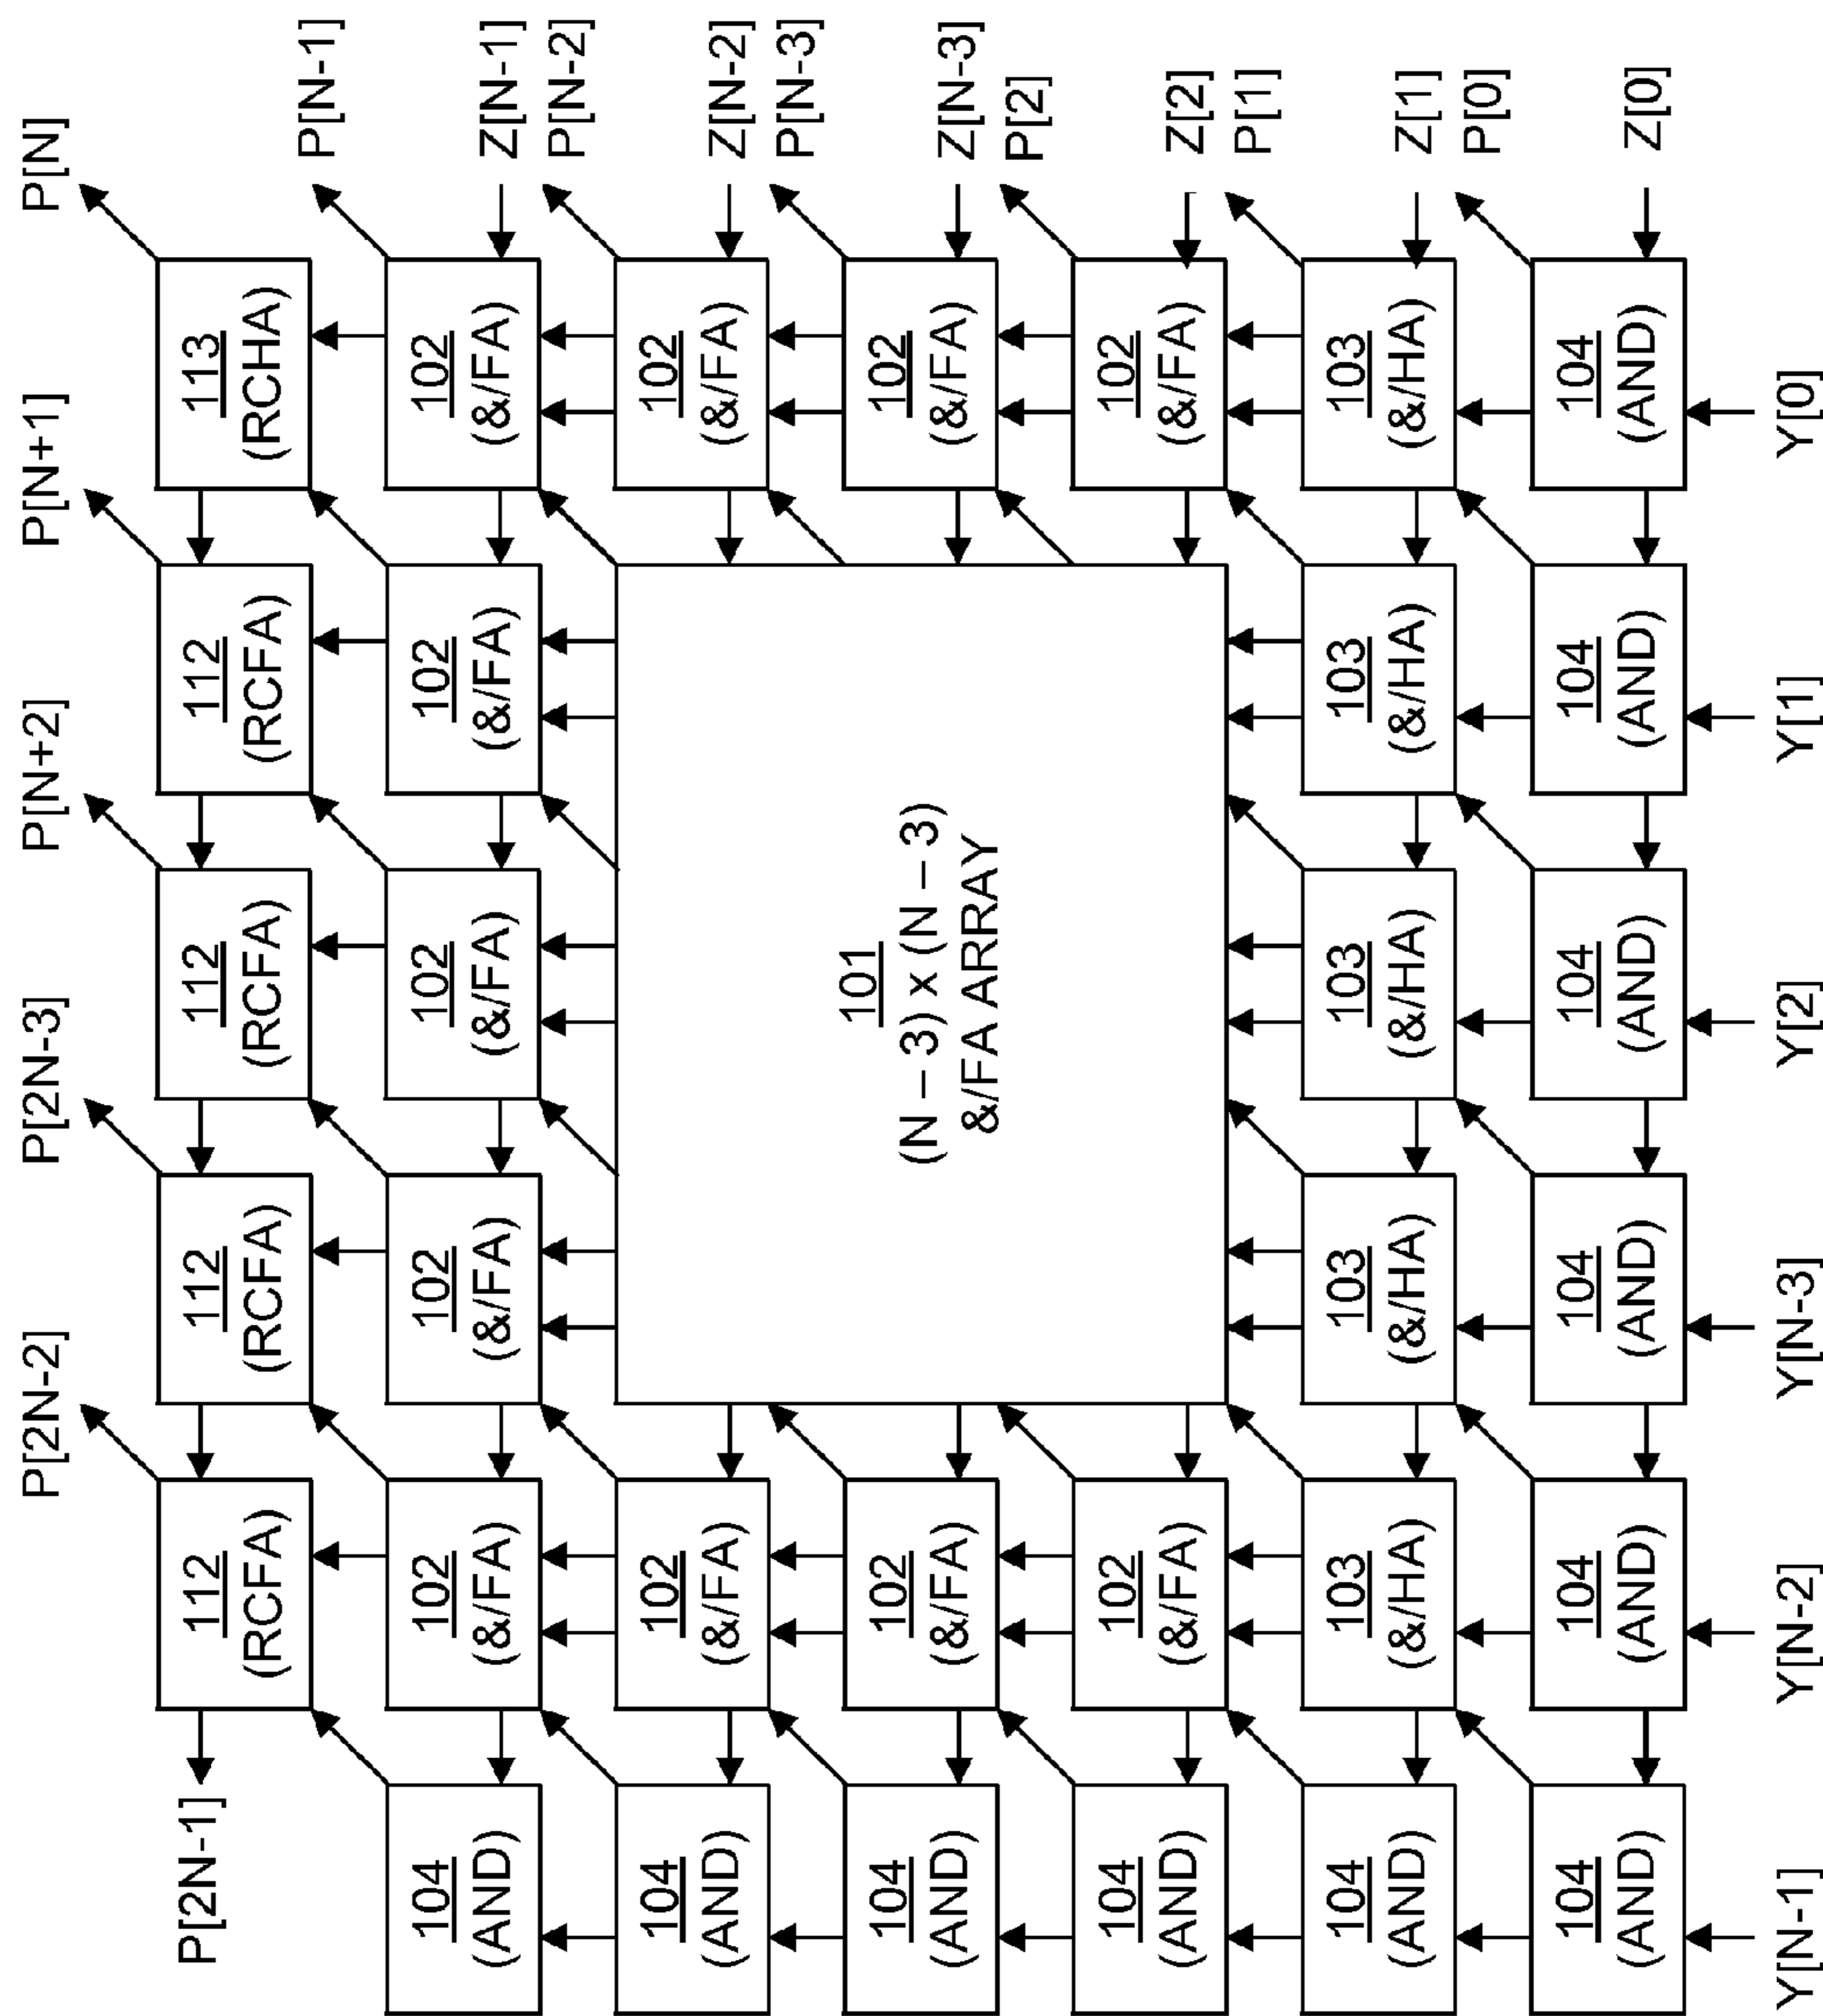 P[2N-2] P[2N-3] P[N+2] P[N+1] P[N]
P[2N-1] 112 112 112 112 113
(RCFA) (RCFA) (RCFA) (RCFA) (RCHA)
P[N-1]
104 102 102 102 102 102
(AND) (&/FA) (&/FA) (&/FA) (&/FA) (&/FA) Z[N-1]
P[N-2]
104 102 102
(AND) (&/FA) (&/FA) Z[N-2]
P[N-3]
104 102 101 102
(AND) (&/FA) (N – 3) x (N – 3) (&/FA) Z[N-3]
&/FA ARRAY
P[2]
104 102 102
(AND) (&/FA) (&/FA) Z[2]
P[1]
104 103 103 103 103 103
(AND) (&/HA) (&/HA) (&/HA) (&/HA) (&/HA) Z[1]
P[0]
104 104 104 104 104 104
(AND) (AND) (AND) (AND) (AND) (AND) Z[0]
Y[N-1] Y[N-2] Y[N-3] Y[2] Y[1] Y[0]